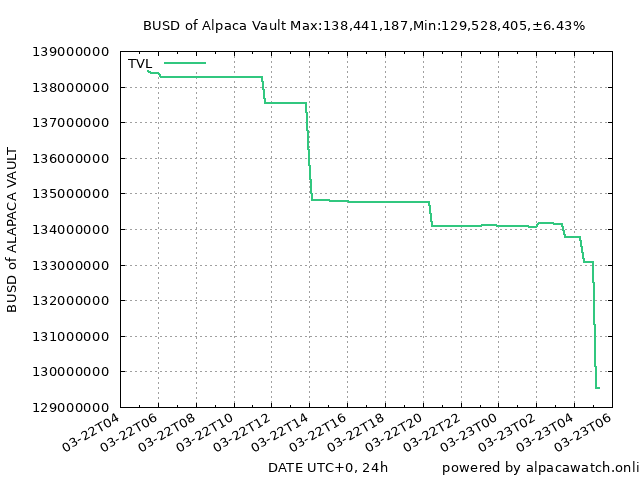 BUSD of Alpaca Vault Max:138,441,187,Min:129,528,405,±6.43%
TVL
139000000
138000000
137000000
136000000
135000000
134000000
133000000
132000000
131000000
130000000
129000000
BUSD of ALAPACA VAULT
03-22T04
03-22T06
03-22T08
03-22T10
03-22T12
03-22T14
03-22T16
03-22T18
03-22T20
03-22T22
03-23T00
03-23T02
03-23T04
03-23T06
DATE UTC+0, 24h
powered by alpacawatch.onli